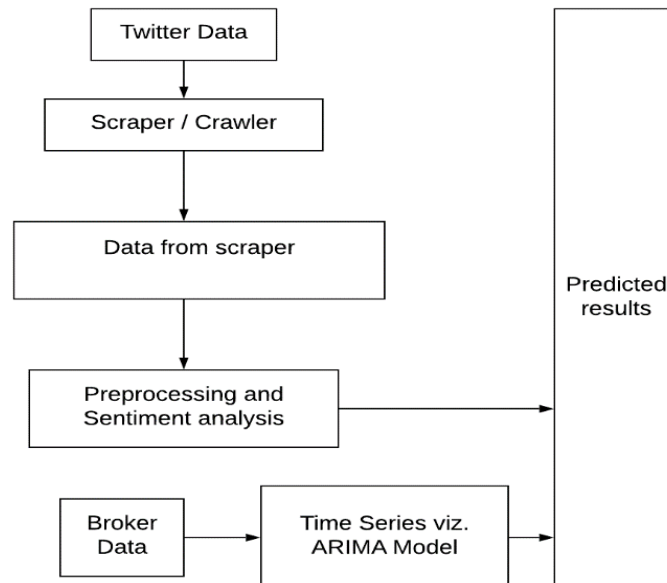 Twitter Data
Scraper / Crawler
Data from scraper
Predicted
results
Preprocessing and
Sentiment analysis
Broker
Data
Time Series viz.
ARIMA Model